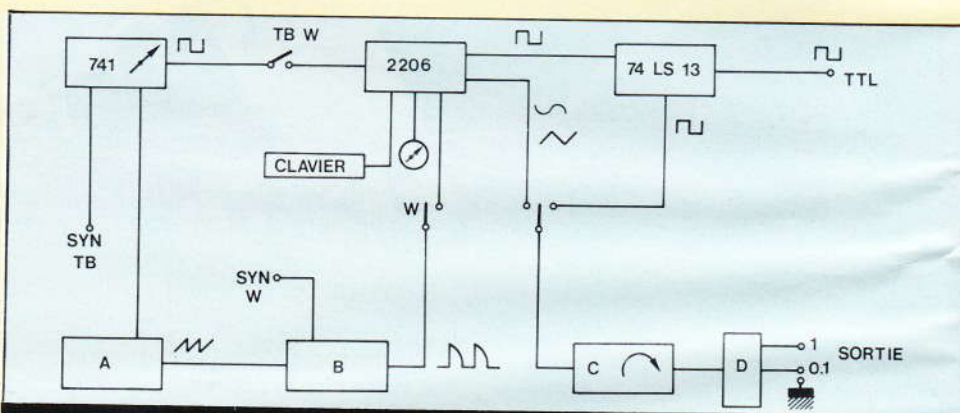 741
TB W
2206
74 LS 13
TTL
CLAVIER
W
SYN
TB
SYN
W
A
B
C
D
1
SORTIE
0.1